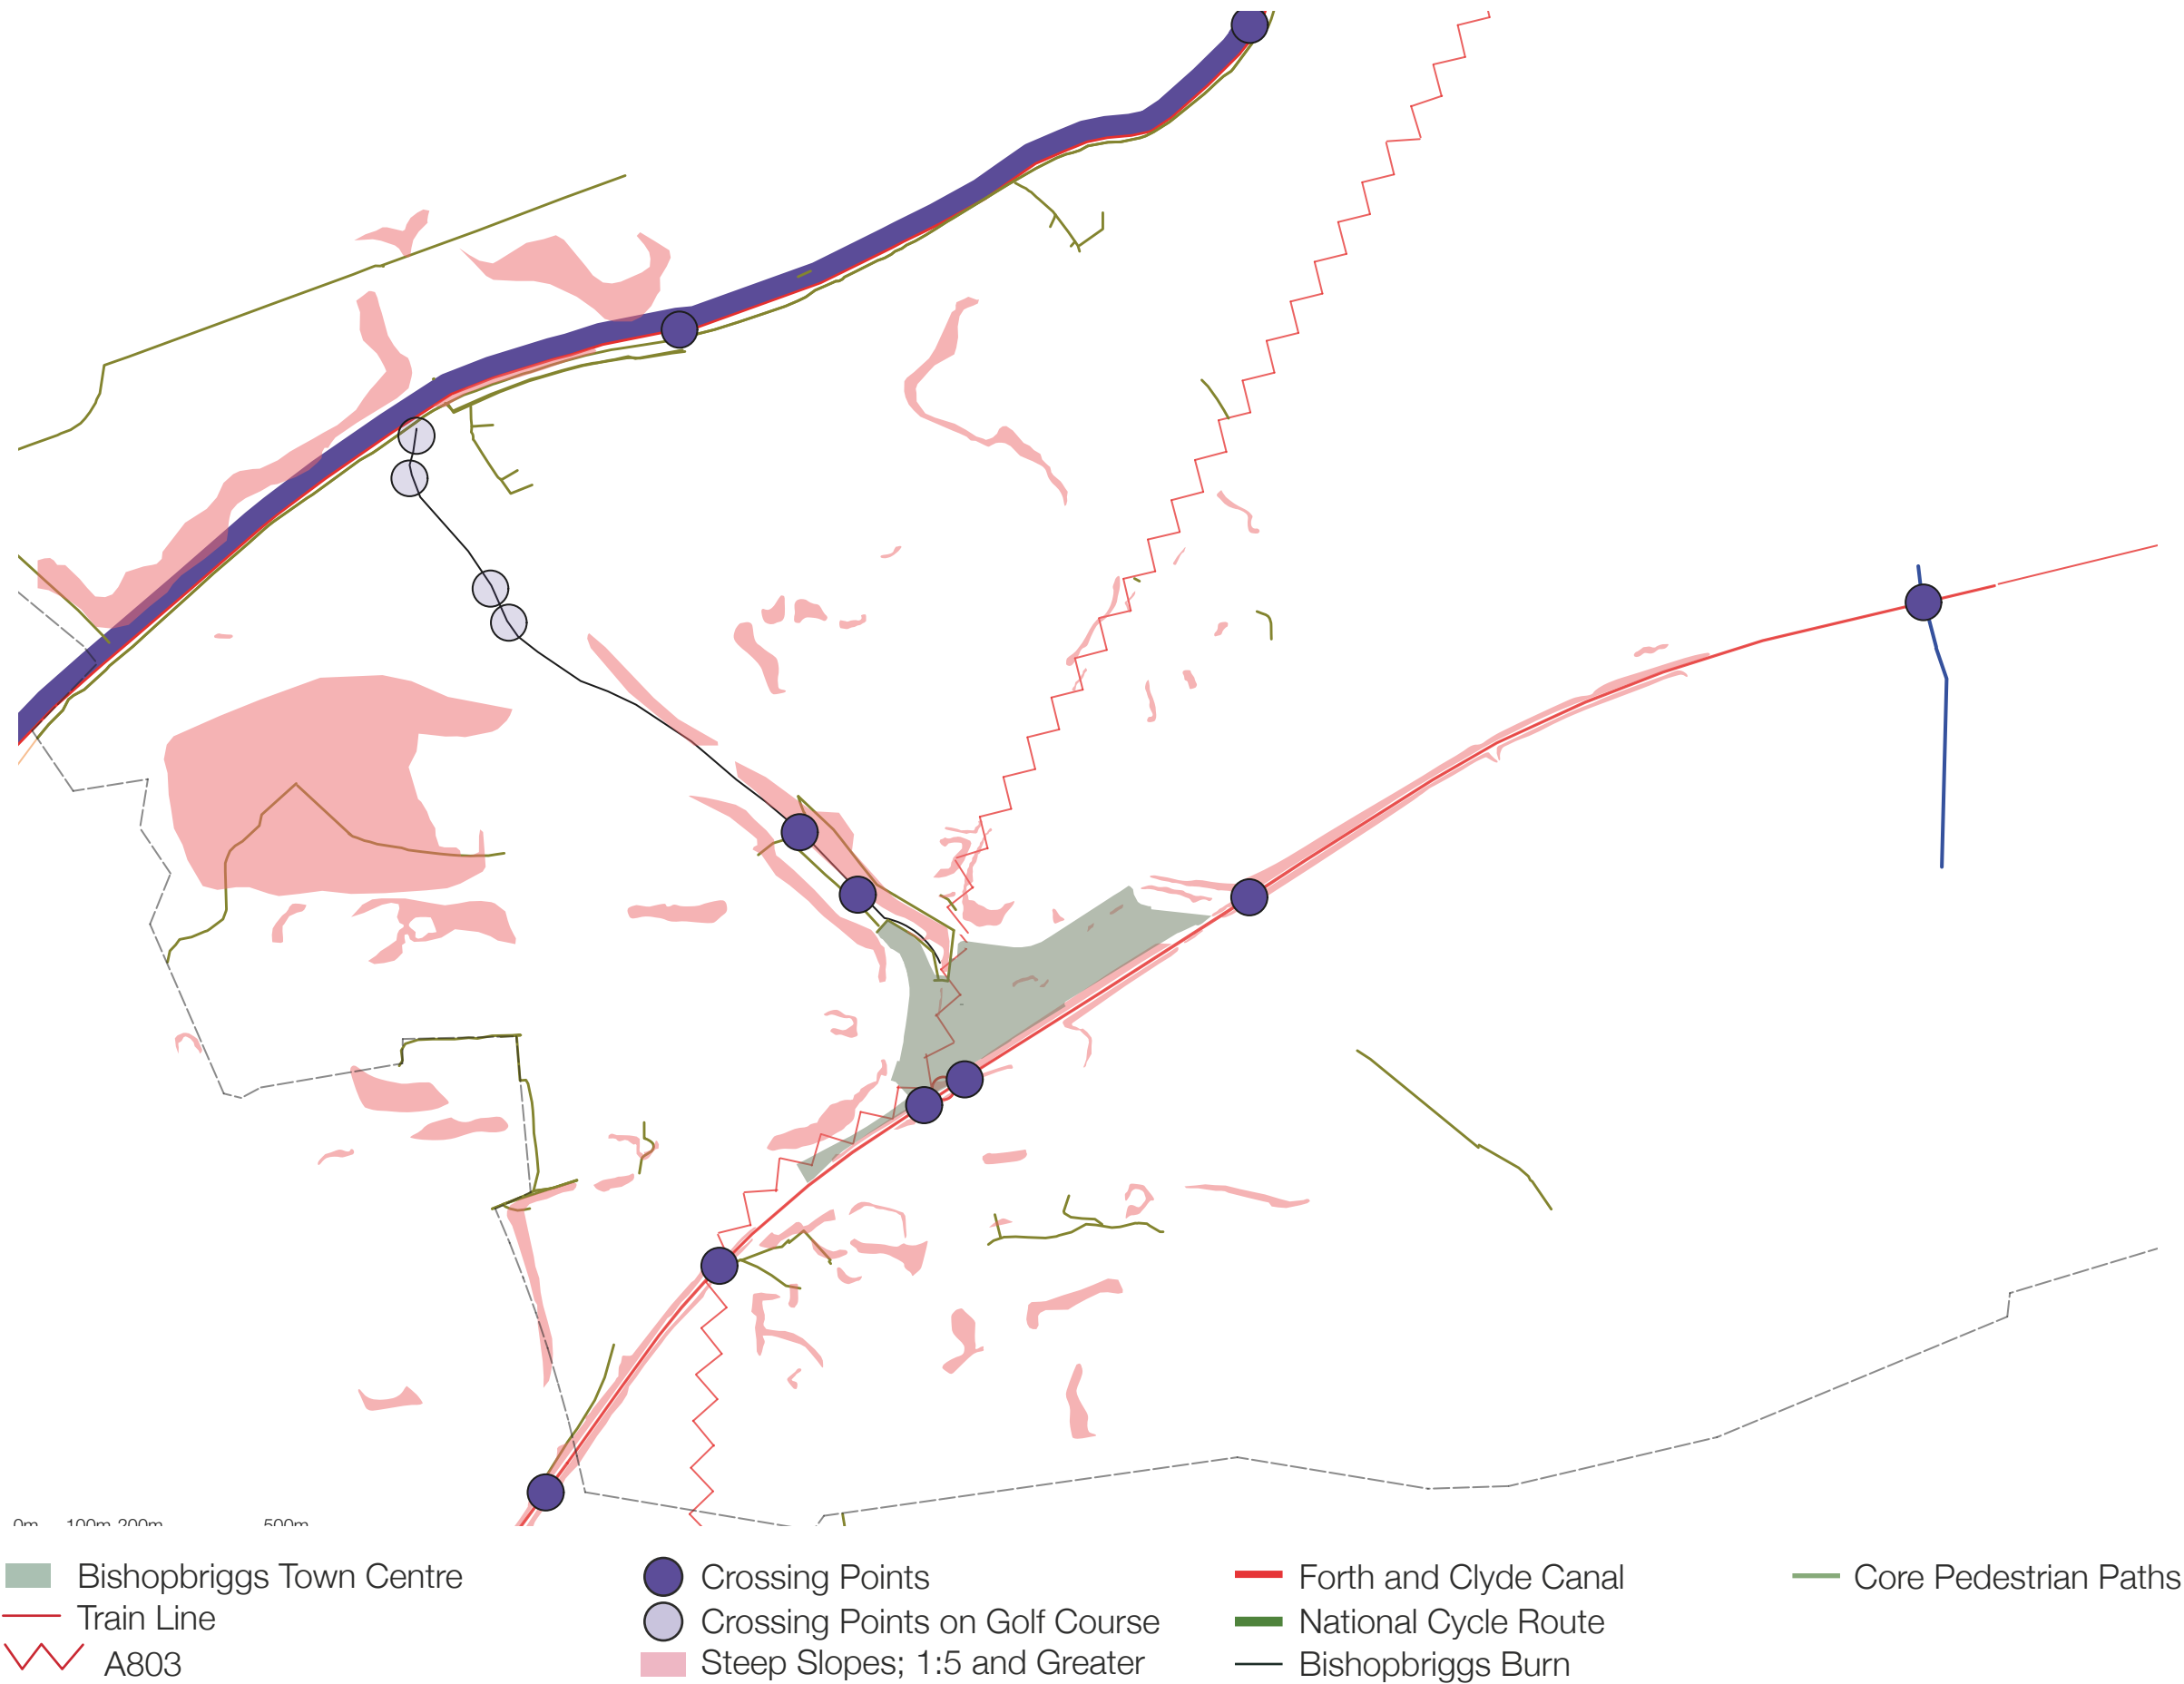 0m 100m 200m 500m
Bishopbriggs Town Centre
Train Line
A803
Crossing Points
Crossing Points on Golf Course
Steep Slopes; 1:5 and Greater
Forth and Clyde Canal
National Cycle Route
Bishopbriggs Burn
Core Pedestrian Paths